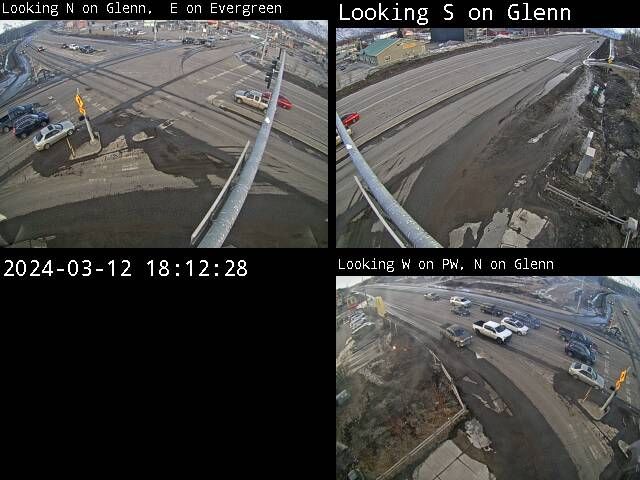 Looking N on Glenn,  E on Evergreen
Looking S on Glenn
2024-03-12 18:12:28
Looking W on PW, N on Glenn